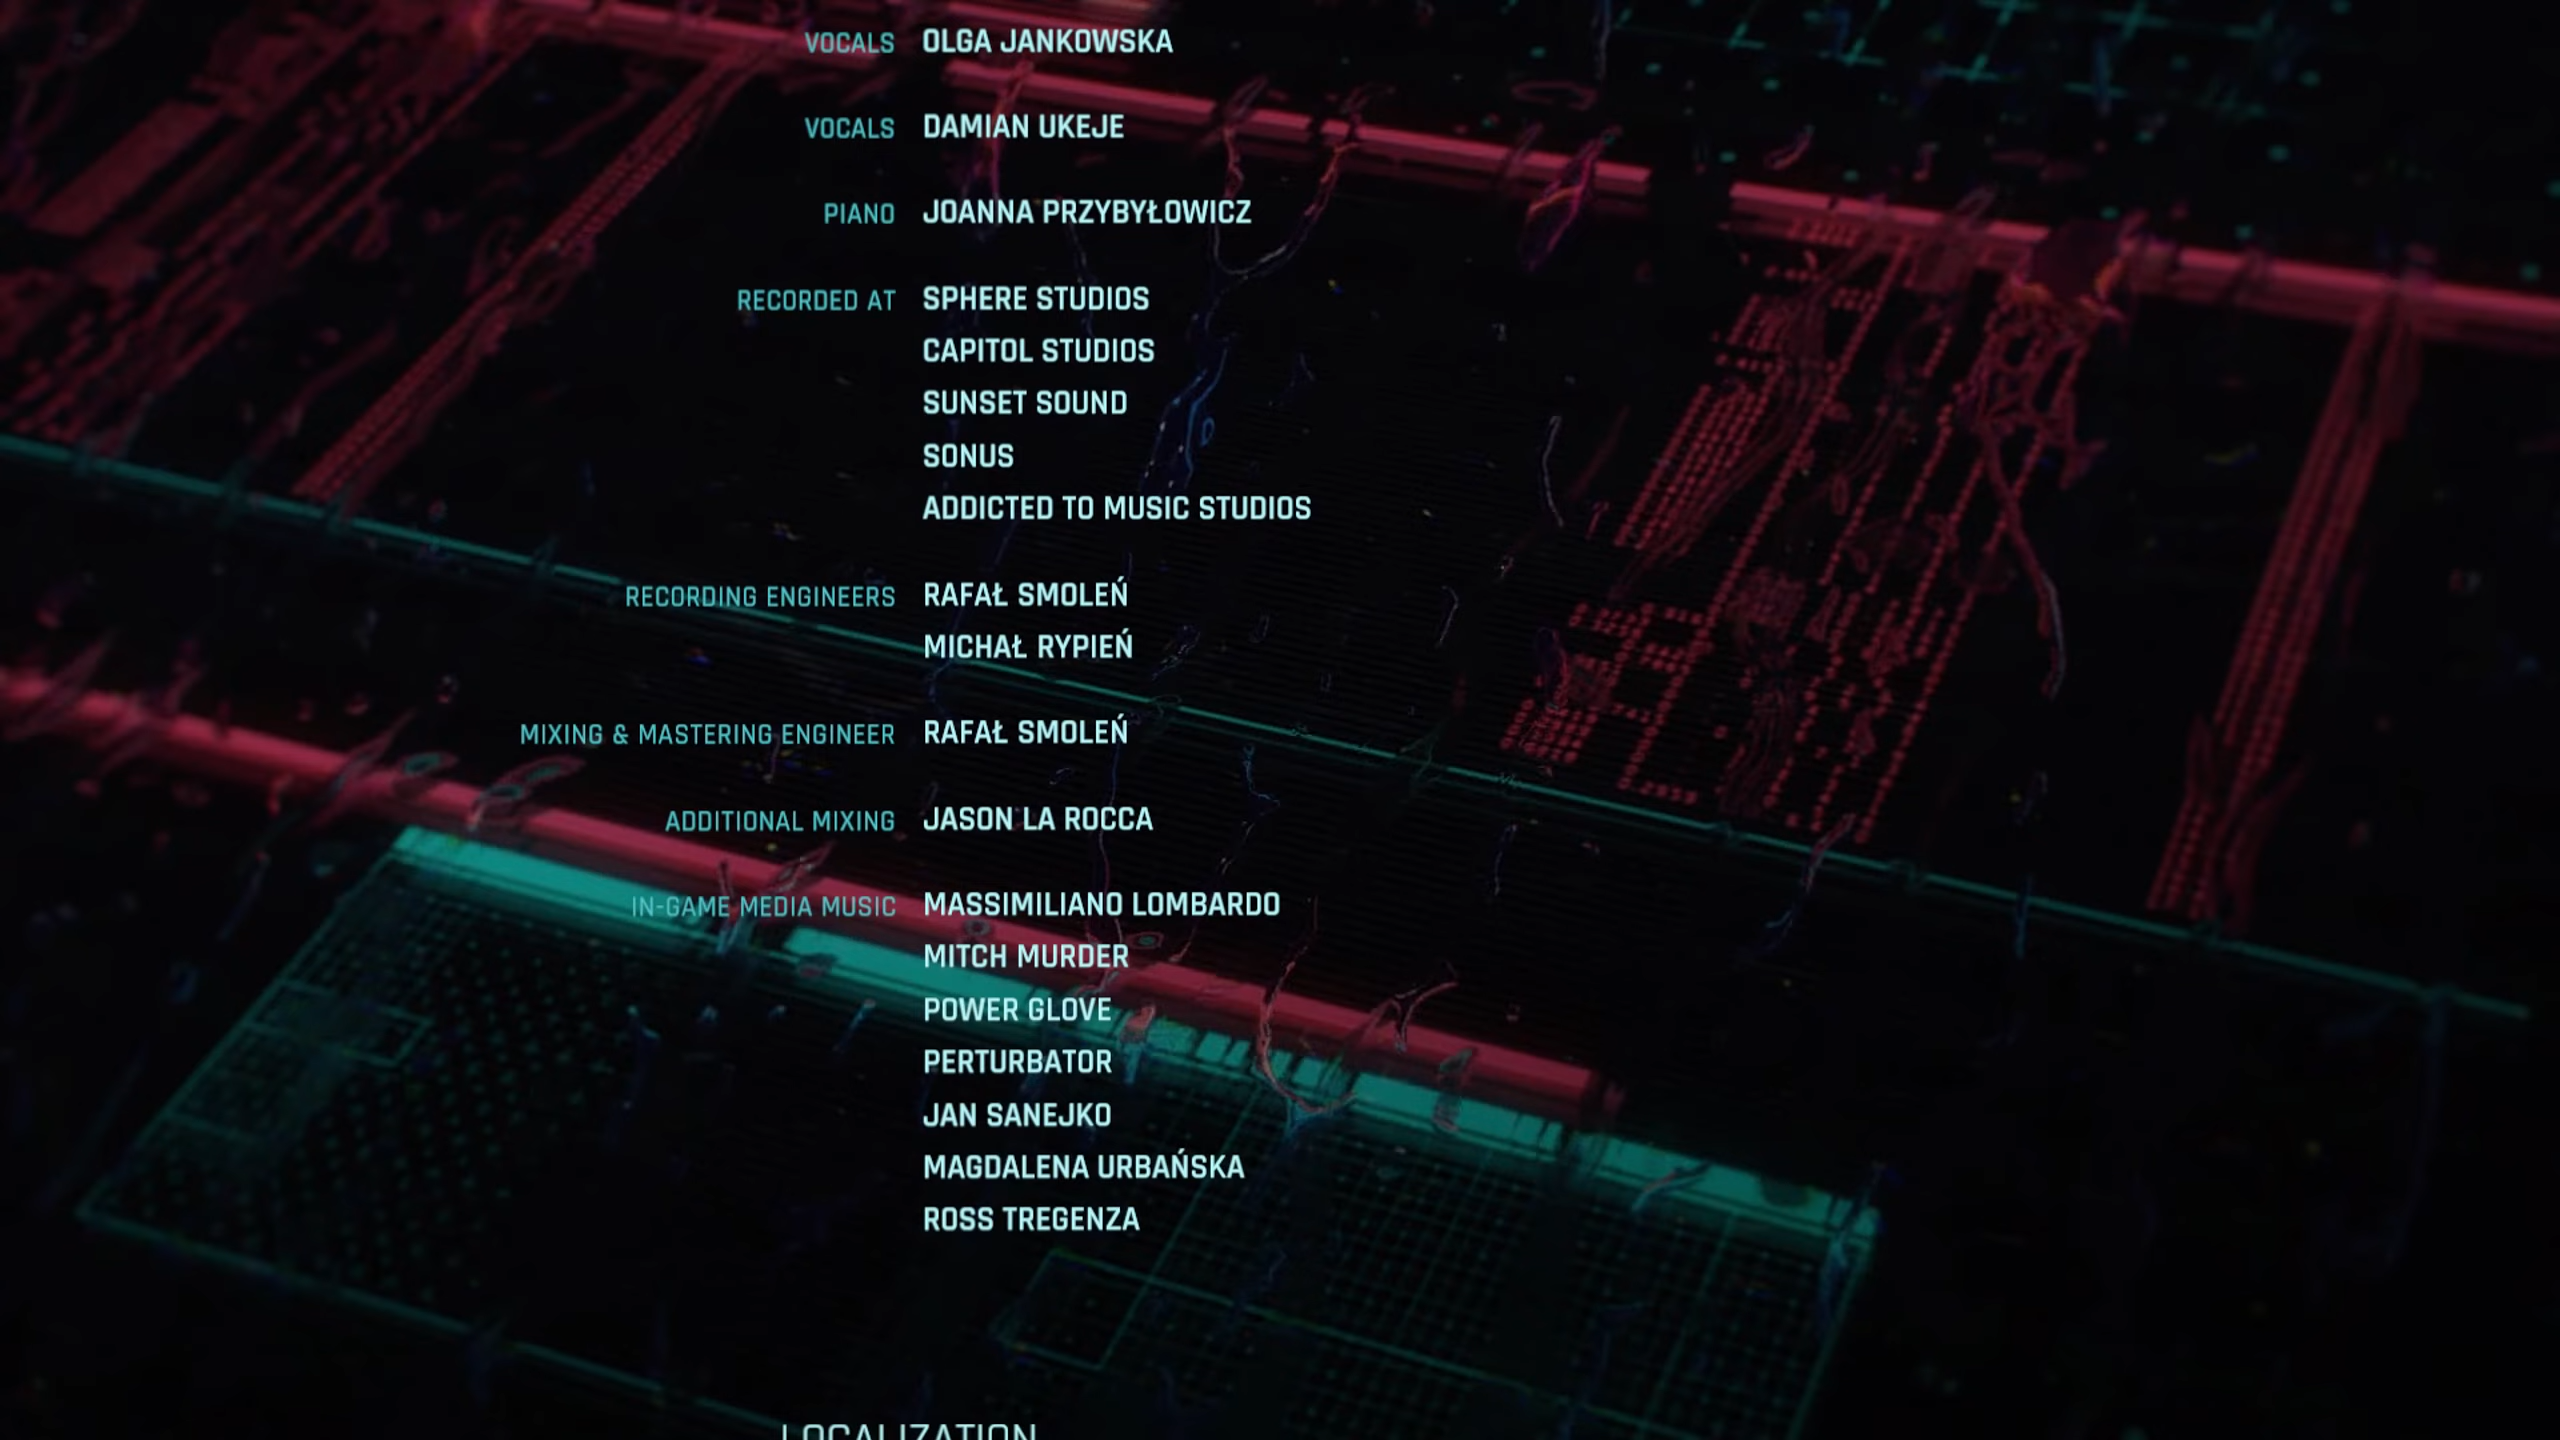 VOCALS OLGA JANKOWSKA
VOCALS DAMIAN UKEJE
PIANO JOANNA PRZYBYŁOWICZ
RECORDED AT SPHERE STUDIOS
CAPITOL STUDIOS
SUNSET SOUND
SONUS
ADDICTED TO MUSIC STUDIOS
RECORDING ENGINEERS RAFAŁ SMOLEŃ
MICHAŁ RYPIEŃ
MIXING & MASTERING ENGINEER RAFAŁ SMOLEŃ
ADDITIONAL MIXING JASON LA ROCCA
IN-GAME MEDIA MUSIC MASSIMILIANO LOMBARDO
MITCH MURDER
POWER GLOVE
PERTURBATOR
JAN SANEJKO
MAGDALENA URBAŃSKA
ROSS TREGENZA
LOCALIZATION